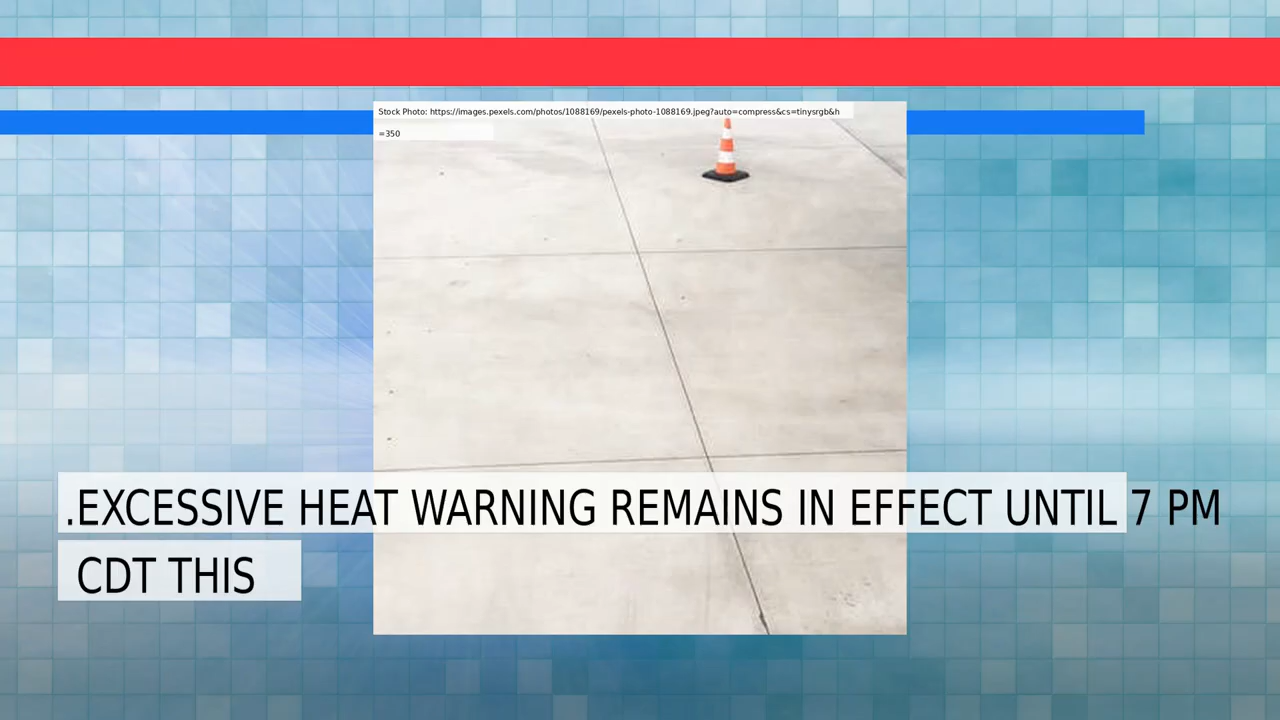 Stock Photo: https://images.pexels.com/photos/1088169/pexels-photo-1088169.jpeg?auto=compress&cs=tinysrgb&h
=350
.EXCESSIVE HEAT WARNING REMAINS IN EFFECT UNTIL 7 PM
CDT THIS